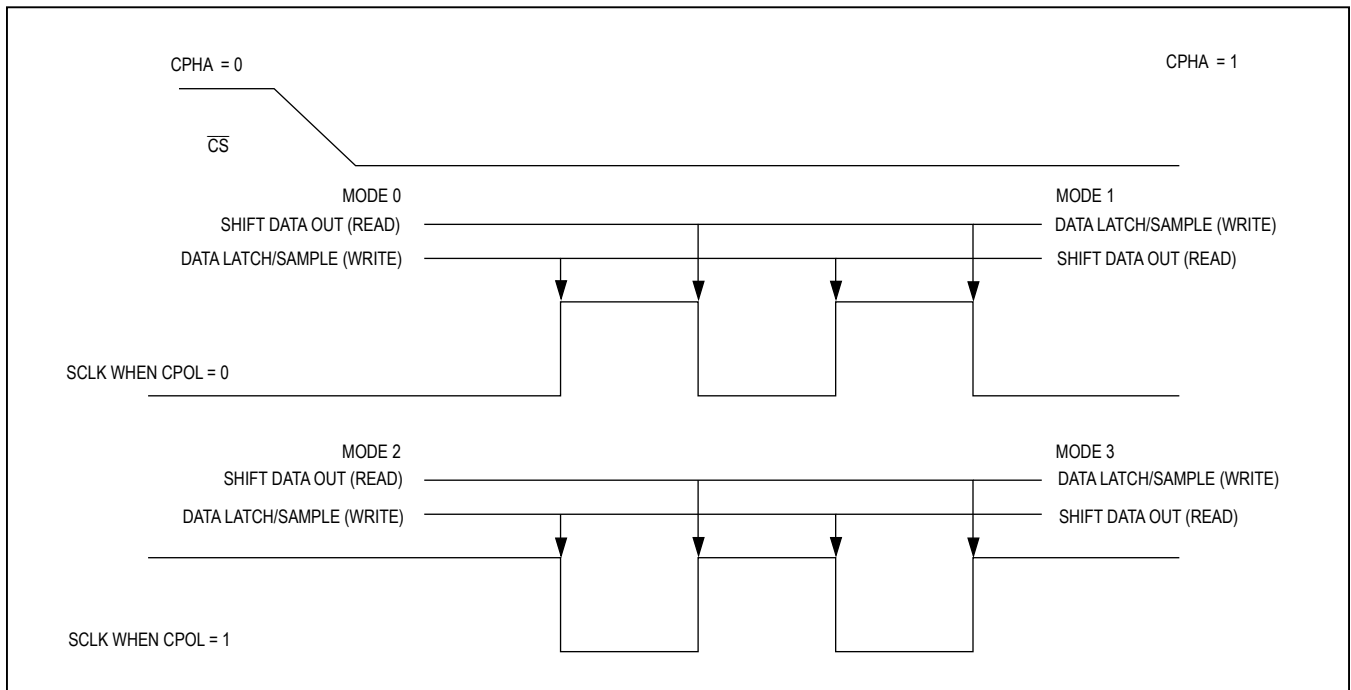 CPHA = 0
CPHA = 1
CS
MODE 0
MODE 1
SHIFT DATA OUT (READ)
DATA LATCH/SAMPLE (WRITE)
DATA LATCH/SAMPLE (WRITE)
SHIFT DATA OUT (READ)
SCLK WHEN CPOL = 0
MODE 2
MODE 3
SHIFT DATA OUT (READ)
DATA LATCH/SAMPLE (WRITE)
DATA LATCH/SAMPLE (WRITE)
SHIFT DATA OUT (READ)
SCLK WHEN CPOL = 1